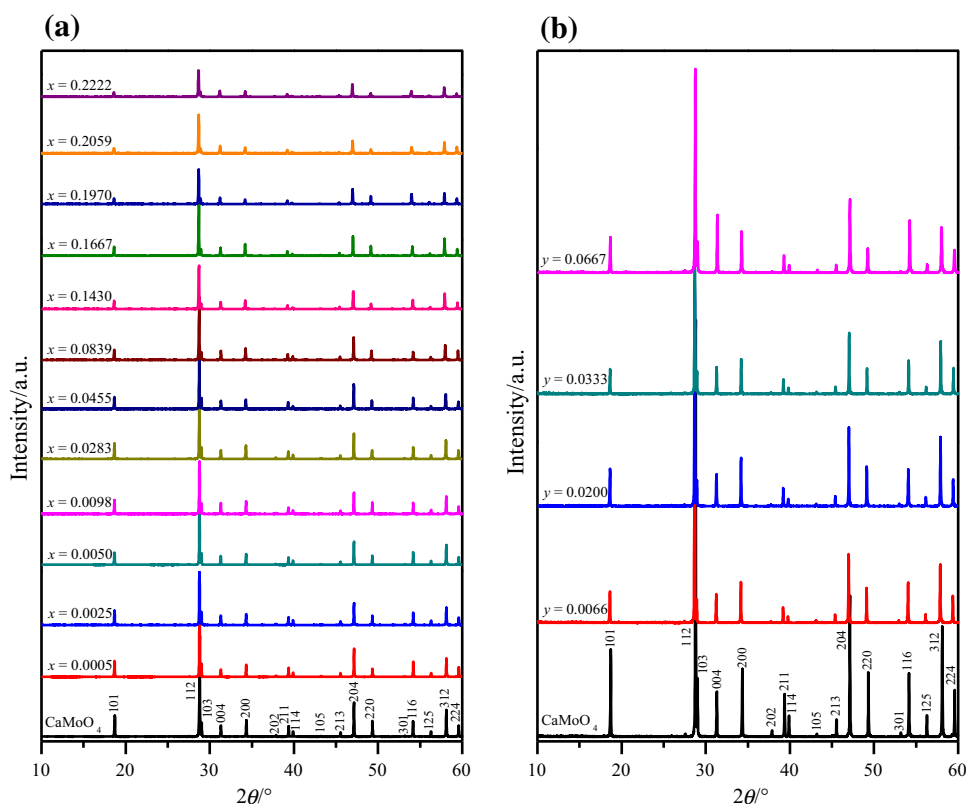 (a)
x = 0.2222
x = 0.2059
x = 0.1970
x = 0.1667
x = 0.1430
x = 0.0839
x = 0.0455
x = 0.0283
x = 0.0098
x = 0.0050
x = 0.0025
x = 0.0005
CaMoO4
101
112
103
004
200
202
211
114
105
213
204
220
301
116
125
312
224
10 20 30 40 50 60
2θ/°
Intensity/a.u.
(b)
y = 0.0667
y = 0.0333
y = 0.0200
y = 0.0066
CaMoO4
101
112
103
004
200
202
211
114
105
213
204
220
301
116
125
312
224
10 20 30 40 50 60
2θ/°
Intensity/a.u.